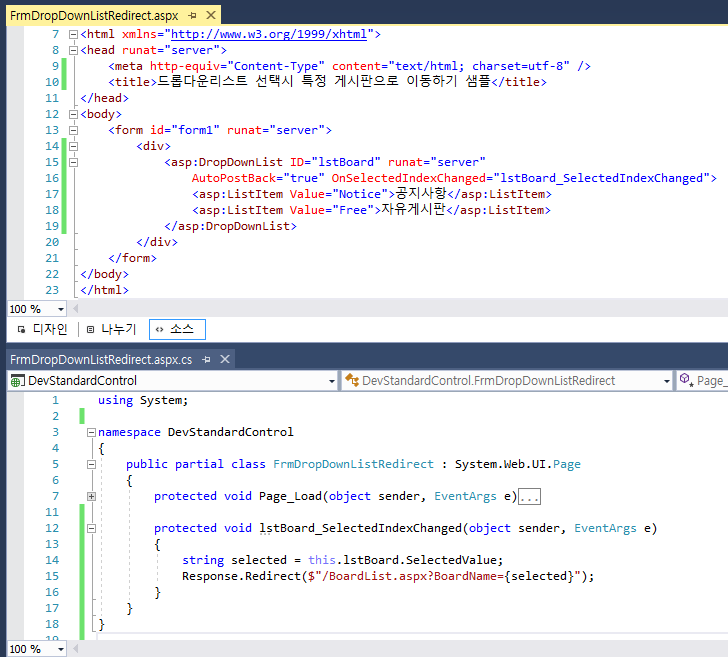 FrmDropDownListRedirect.aspx
7 <html xmlns="http://www.w3.org/1999/xhtml">
8 <head runat="server">
9 <meta http-equiv="Content-Type" content="text/html; charset=utf-8" />
10 <title>드롭다운리스트 선택시 특정 게시판으로 이동하기 샘플</title>
11 </head>
12 <body>
13 <form id="form1" runat="server">
14 <div>
15 <asp:DropDownList ID="lstBoard" runat="server"
16 AutoPostBack="true" OnSelectedIndexChanged="lstBoard_SelectedIndexChanged">
17 <asp:ListItem Value="Notice">공지사항</asp:ListItem>
18 <asp:ListItem Value="Free">자유게시판</asp:ListItem>
19 </asp:DropDownList>
20 </div>
21 </form>
22 </body>
23 </html>
100 %
디자인 나누기 소스
FrmDropDownListRedirect.aspx.cs
DevStandardControl DevStandardControl.FrmDropDownListRedirect Page_
1 using System;
2
3 namespace DevStandardControl
4 {
5 public partial class FrmDropDownListRedirect : System.Web.UI.Page
6 {
7 protected void Page_Load(object sender, EventArgs e)...
11
12 protected void lstBoard_SelectedIndexChanged(object sender, EventArgs e)
13 {
14 string selected = this.lstBoard.SelectedValue;
15 Response.Redirect($"/BoardList.aspx?BoardName={selected}");
16 }
17 }
18 }
19
100 %